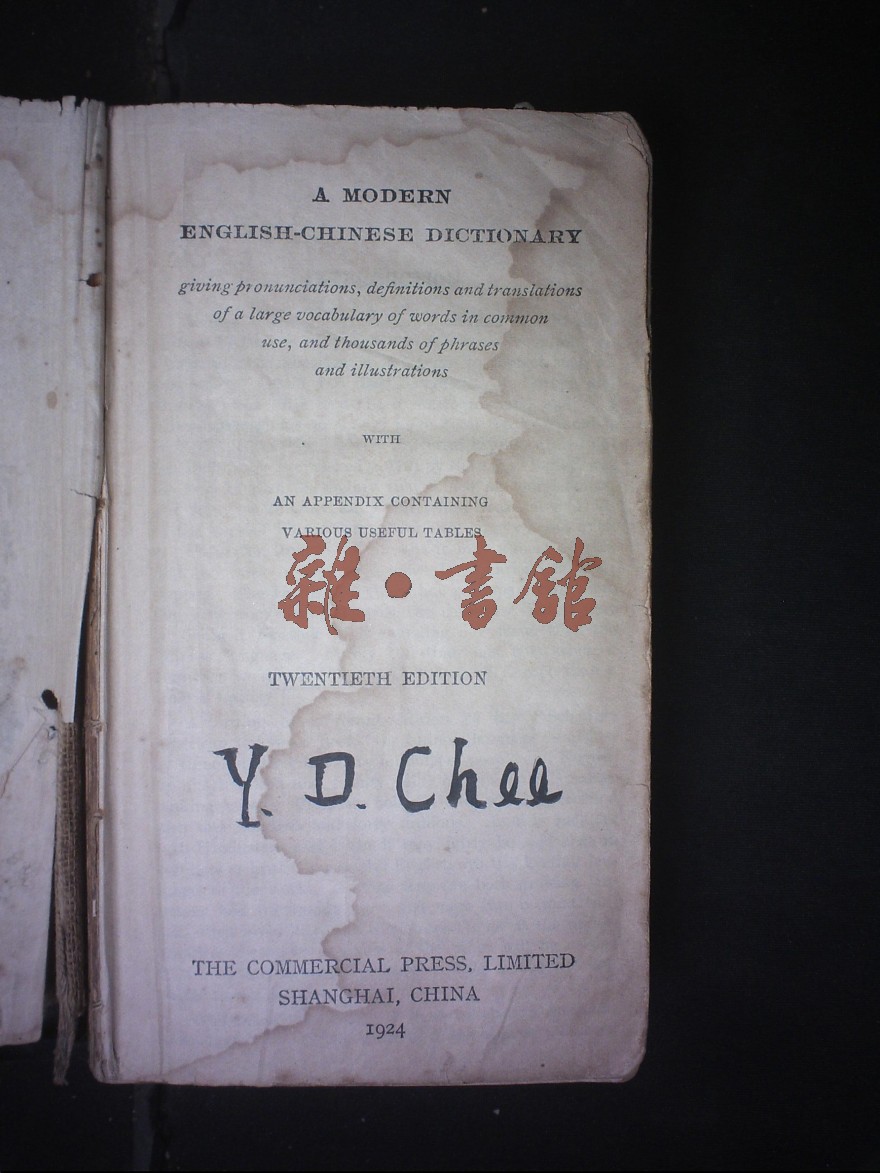 A MODERN
ENGLISH-CHINESE DICTIONARY
giving pronunciations, definitions and translations
of a large vocabulary of words in common
use, and thousands of phrases
and illustrations
WITH
AN APPENDIX CONTAINING
VARIOUS USEFUL TABLES
雜·書館
TWENTIETH EDITION
Y. D. Chee
THE COMMERCIAL PRESS, LIMITED
SHANGHAI, CHINA
1924